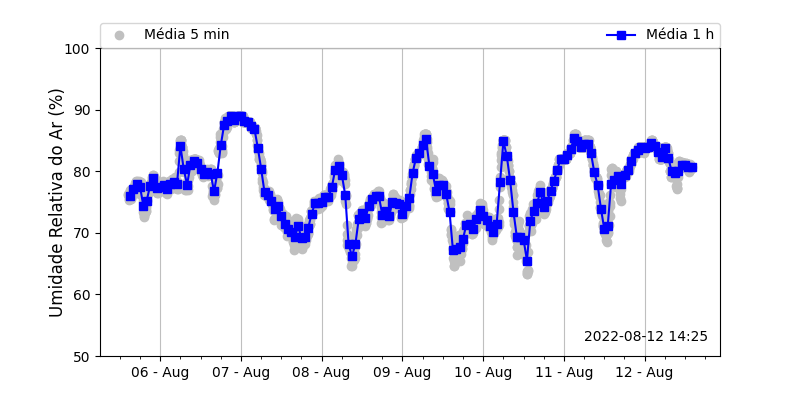 Média 5 min
Média 1 h
Umidade Relativa do Ar (%)
100
90
80
70
60
50
2022-08-12 14:25
06 - Aug
07 - Aug
08 - Aug
09 - Aug
10 - Aug
11 - Aug
12 - Aug